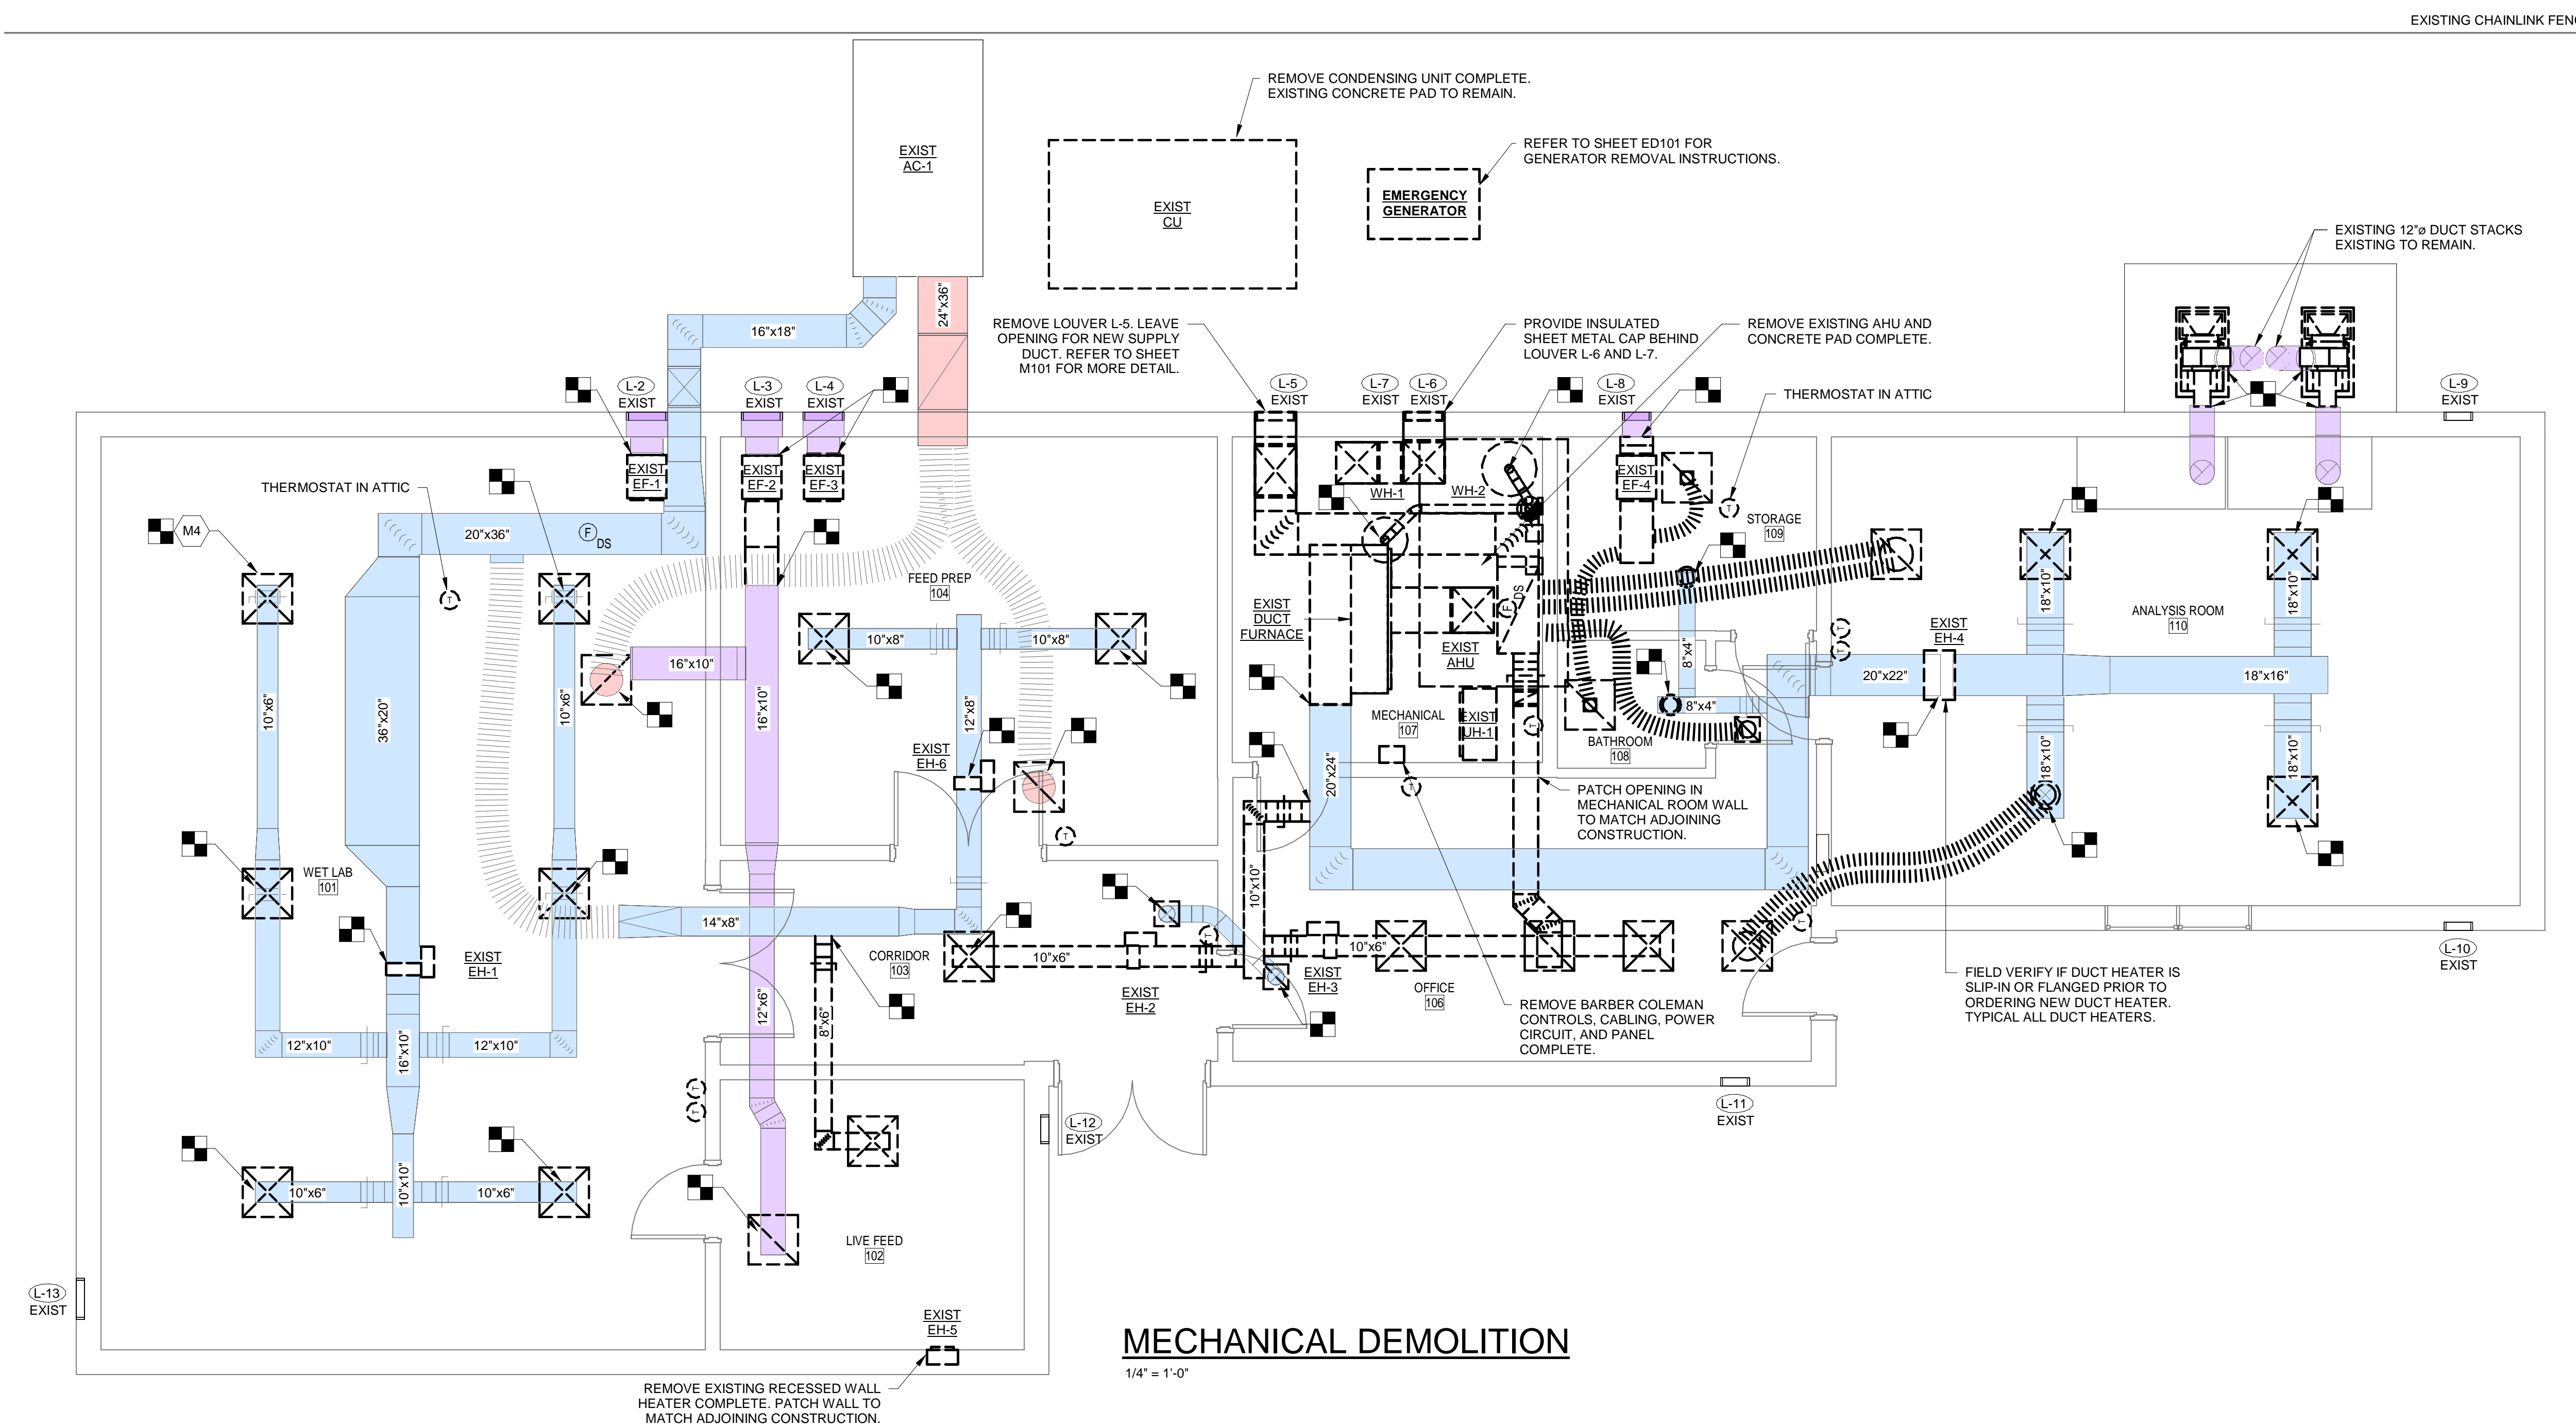 EXISTING CHAINLINK FEN
REMOVE CONDENSING UNIT COMPLETE.
EXISTING CONCRETE PAD TO REMAIN.
EXIST
AC-1
REFER TO SHEET ED101 FOR
GENERATOR REMOVAL INSTRUCTIONS.
EXIST
CU
EMERGENCY
GENERATOR
EXISTING 12"ø DUCT STACKS
EXISTING TO REMAIN.
24"x36"
16"x18"
REMOVE LOUVER L-5. LEAVE
OPENING FOR NEW SUPPLY
DUCT. REFER TO SHEET
M101 FOR MORE DETAIL.
PROVIDE INSULATED
SHEET METAL CAP BEHIND
LOUVER L-6 AND L-7.
REMOVE EXISTING AHU AND
CONCRETE PAD COMPLETE.
L-2
EXIST
L-3
EXIST
L-4
EXIST
L-5
EXIST
L-7
EXIST
L-6
EXIST
L-8
EXIST
THERMOSTAT IN ATTIC
L-9
EXIST
EXIST
EF-1
EXIST
EF-2
EXIST
EF-3
EXIST
EF-4
THERMOSTAT IN ATTIC
WH-1
WH-2
M4
20"x36"
F
DS
T
T
STORAGE
109
FEED PREP
104
10"x8"
10"x8"
EXIST
DUCT
FURNACE
F
DS
EXIST
AHU
8"x4"
T
T
EXIST
EH-4
18"x10"
18"x10"
ANALYSIS ROOM
110
16"x10"
20"x22"
18"x16"
10"x6"
36"x20"
10"x6"
16"x10"
12"x8"
MECHANICAL
107
EXIST
UH-1
T
8"x4"
BATHROOM
108
EXIST
EH-6
20"x24"
T
18"x10"
18"x10"
PATCH OPENING IN
MECHANICAL ROOM WALL
TO MATCH ADJOINING
CONSTRUCTION.
T
WET LAB
101
10"x10"
14"x8"
T
T
10"x6"
10"x6"
CORRIDOR
103
EXIST
EH-1
EXIST
EH-2
EXIST
EH-3
OFFICE
106
L-10
EXIST
FIELD VERIFY IF DUCT HEATER IS
SLIP-IN OR FLANGED PRIOR TO
ORDERING NEW DUCT HEATER.
TYPICAL ALL DUCT HEATERS.
REMOVE BARBER COLEMAN
CONTROLS, CABLING, POWER
CIRCUIT, AND PANEL
COMPLETE.
12"x6"
8"x6"
12"x10"
16"x10"
12"x10"
T
T
L-12
EXIST
L-11
EXIST
10"x6"
10"x10"
10"x6"
LIVE FEED
102
L-13
EXIST
EXIST
EH-5
MECHANICAL DEMOLITION
1/4" = 1'-0"
REMOVE EXISTING RECESSED WALL
HEATER COMPLETE. PATCH WALL TO
MATCH ADJOINING CONSTRUCTION.